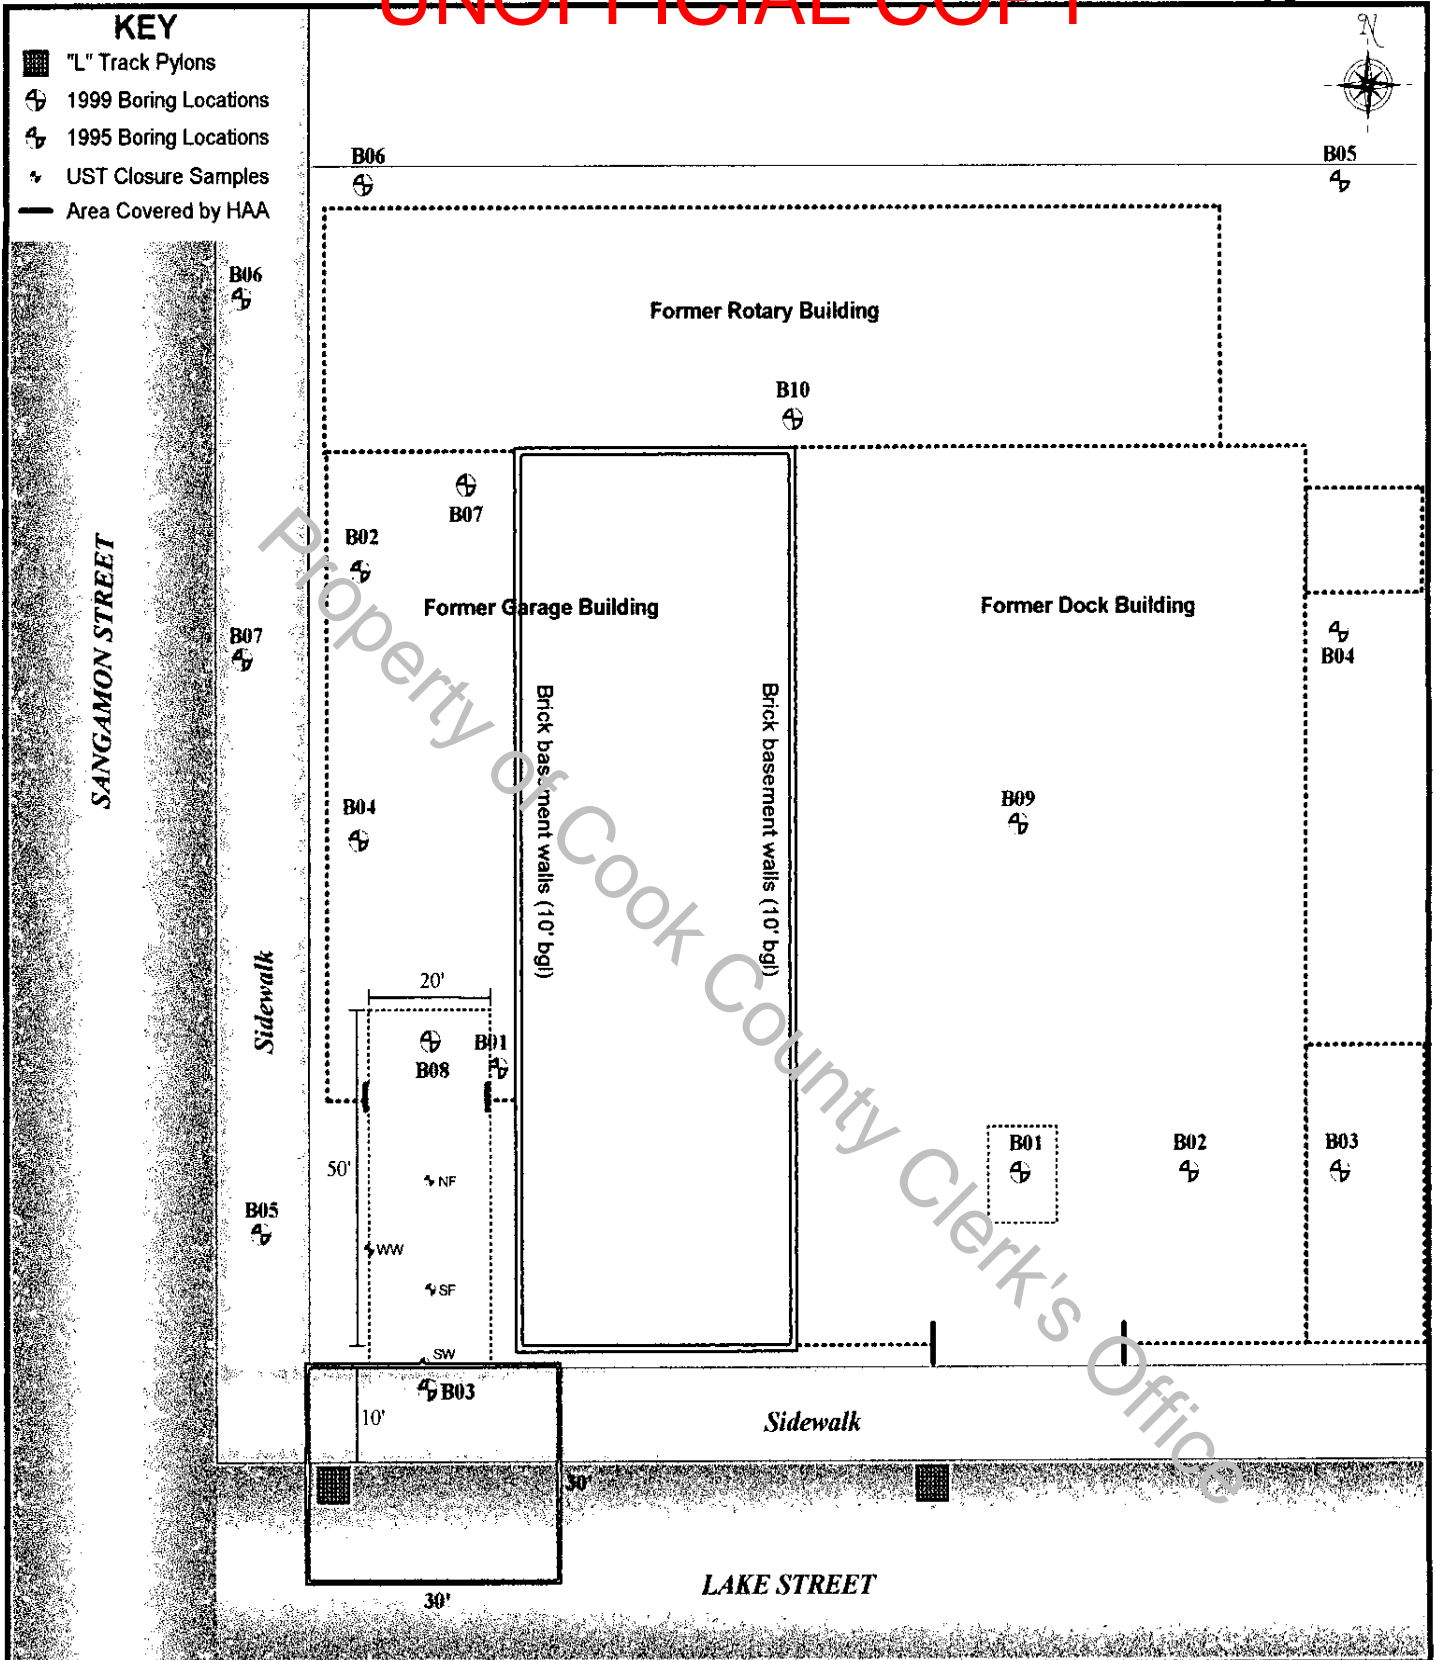 UNOFFICIAL COPY
KEY
"L" Track Pylons
1999 Boring Locations
1995 Boring Locations
UST Closure Samples
Area Covered by HAA
N
B06
B05
B06
Former Rotary Building
B10
B07
B02
Former Garage Building
Former Dock Building
B07
B04
SANGAMON STREET
Brick basement walls (10' bgl)
Brick basement walls (10' bgl)
B04
B09
Sidewalk
20'
B08
B01
50'
NF
B01
B02
B03
B05
WW
SF
SW
B03
10'
Sidewalk
30'
LAKE STREET
30'
Property of Cook County Clerk's Office